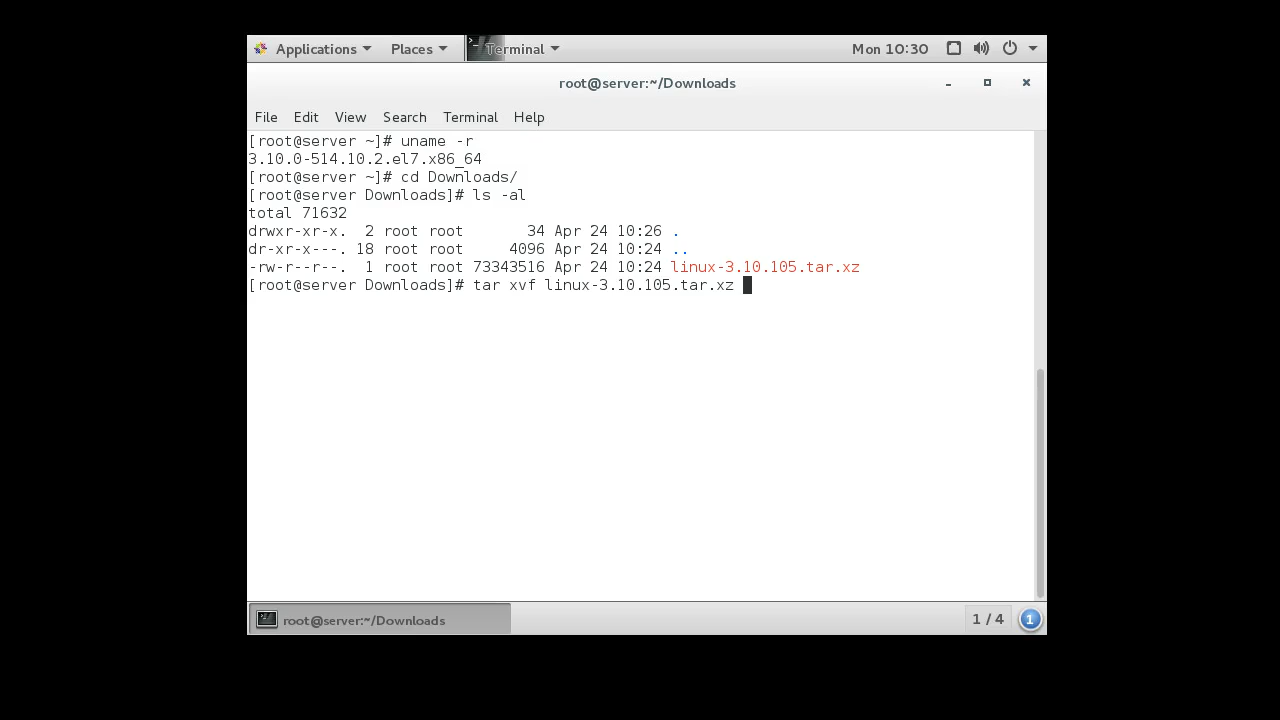 Applications Places Terminal Mon 10:30
root@server:~/Downloads
File Edit View Search Terminal Help
[root@server ~]# uname -r
3.10.0-514.10.2.el7.x86_64
[root@server ~]# cd Downloads/
[root@server Downloads]# ls -al
total 71632
drwxr-xr-x.  2 root root       34 Apr 24 10:26 .
dr-xr-x---. 18 root root     4096 Apr 24 10:24 ..
-rw-r--r--.  1 root root 73343516 Apr 24 10:24 linux-3.10.105.tar.xz
[root@server Downloads]# tar xvf linux-3.10.105.tar.xz
root@server:~/Downloads 1 / 4 1